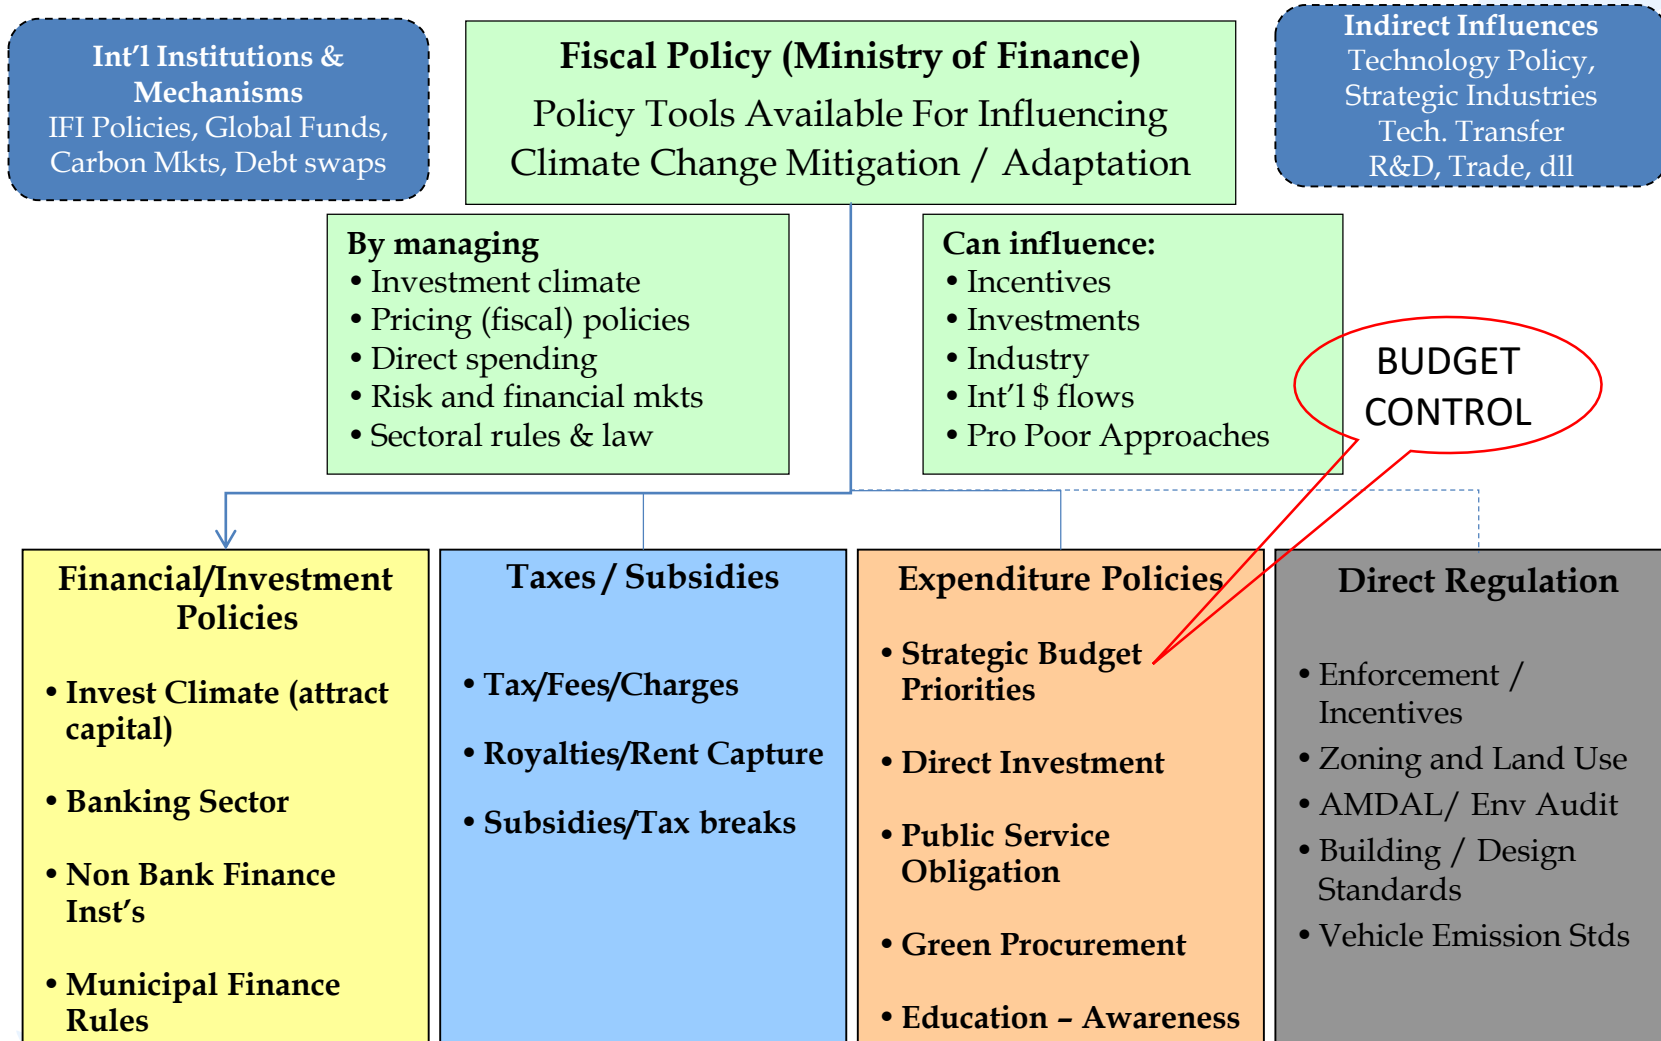 Int’l Institutions &
Mechanisms
IFI Policies, Global Funds,
Carbon Mkts, Debt swaps
Fiscal Policy (Ministry of Finance)
Policy Tools Available For Influencing
Climate Change Mitigation / Adaptation
Indirect Influences
Technology Policy,
Strategic Industries
Tech. Transfer
R&D, Trade, dll
By managing
• Investment climate
• Pricing (fiscal) policies
• Direct spending
• Risk and financial mkts
• Sectoral rules & law
Can influence:
• Incentives
• Investments
• Industry
• Int’l $ flows
• Pro Poor Approaches
BUDGET
CONTROL
Financial/Investment
Policies
• Invest Climate (attract
capital)
• Banking Sector
• Non Bank Finance
Inst’s
• Municipal Finance
Rules
Taxes / Subsidies
• Tax/Fees/Charges
• Royalties/Rent Capture
• Subsidies/Tax breaks
Expenditure Policies
• Strategic Budget
Priorities
• Direct Investment
• Public Service
Obligation
• Green Procurement
• Education – Awareness
Direct Regulation
• Enforcement /
Incentives
• Zoning and Land Use
• AMDAL/ Env Audit
• Building / Design
Standards
• Vehicle Emission Stds